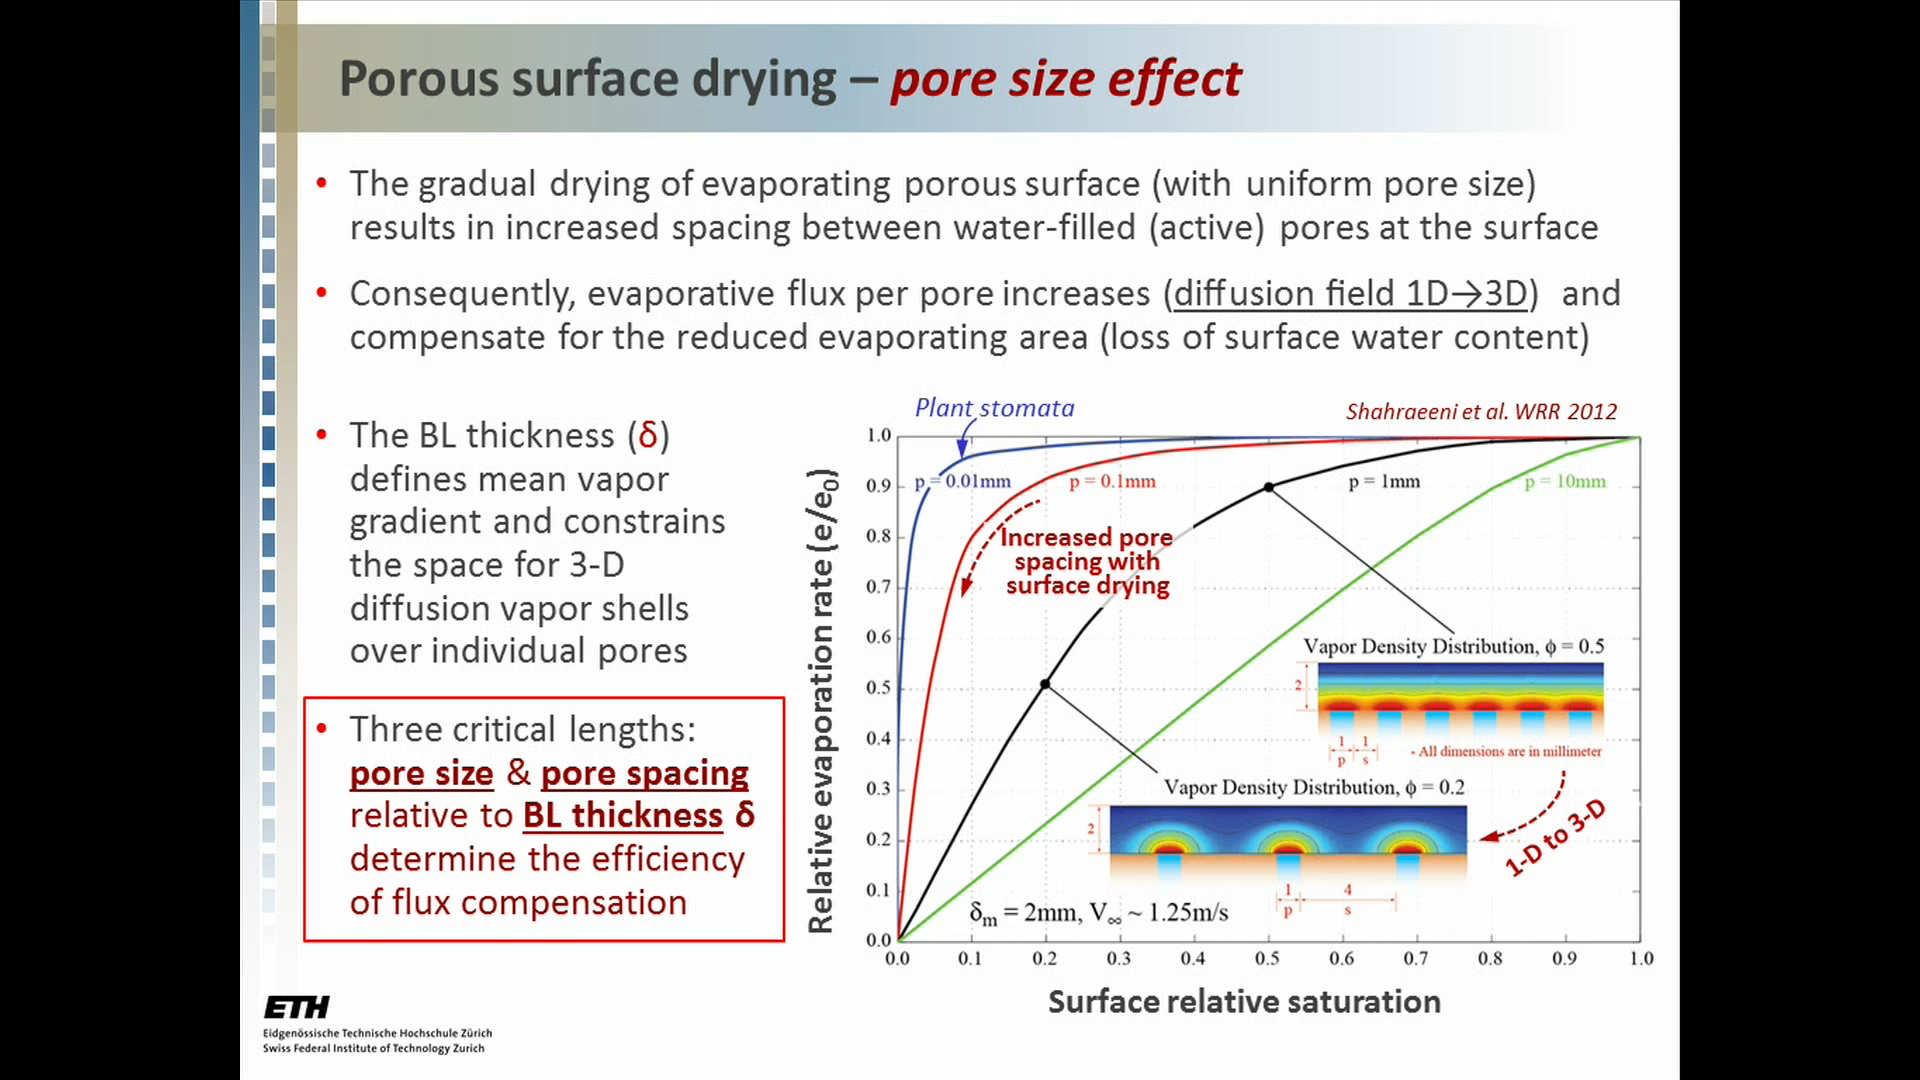 Porous surface drying – pore size effect
• The gradual drying of evaporating porous surface (with uniform pore size)
results in increased spacing between water-filled (active) pores at the surface
• Consequently, evaporative flux per pore increases (diffusion field 1D→3D) and
compensate for the reduced evaporating area (loss of surface water content)
• The BL thickness (δ)
defines mean vapor
gradient and constrains
the space for 3-D
diffusion vapor shells
over individual pores
• Three critical lengths:
pore size & pore spacing
relative to BL thickness δ
determine the efficiency
of flux compensation
Plant stomata
Shahraeeni et al. WRR 2012
Relative evaporation rate (e/e₀)
1.0
0.9
0.8
0.7
0.6
0.5
0.4
0.3
0.2
0.1
0.0
p = 0.01mm
p = 0.1mm
p = 1mm
p = 10mm
Increased pore
spacing with
surface drying
Vapor Density Distribution, ϕ = 0.5
2
1 1
p s
- All dimensions are in millimeter
Vapor Density Distribution, ϕ = 0.2
2
1 4
p s
1-D to 3-D
δm = 2mm, V∞ ~ 1.25m/s
0.0 0.1 0.2 0.3 0.4 0.5 0.6 0.7 0.8 0.9 1.0
Surface relative saturation
ETH
Eidgenössische Technische Hochschule Zürich
Swiss Federal Institute of Technology Zurich